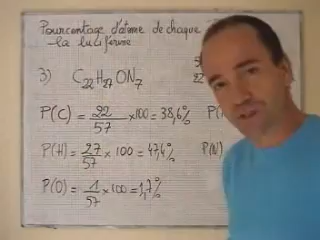 Pourcentage d'atome de chaque
la luciférine
3) C₂₂H₂₇ON₇
22
P(C) = 22/57 × 100 = 38,6%
P(H) = 27/57 × 100 = 47,4% P(N)
P(O) = 1/57 × 100 = 1,7%